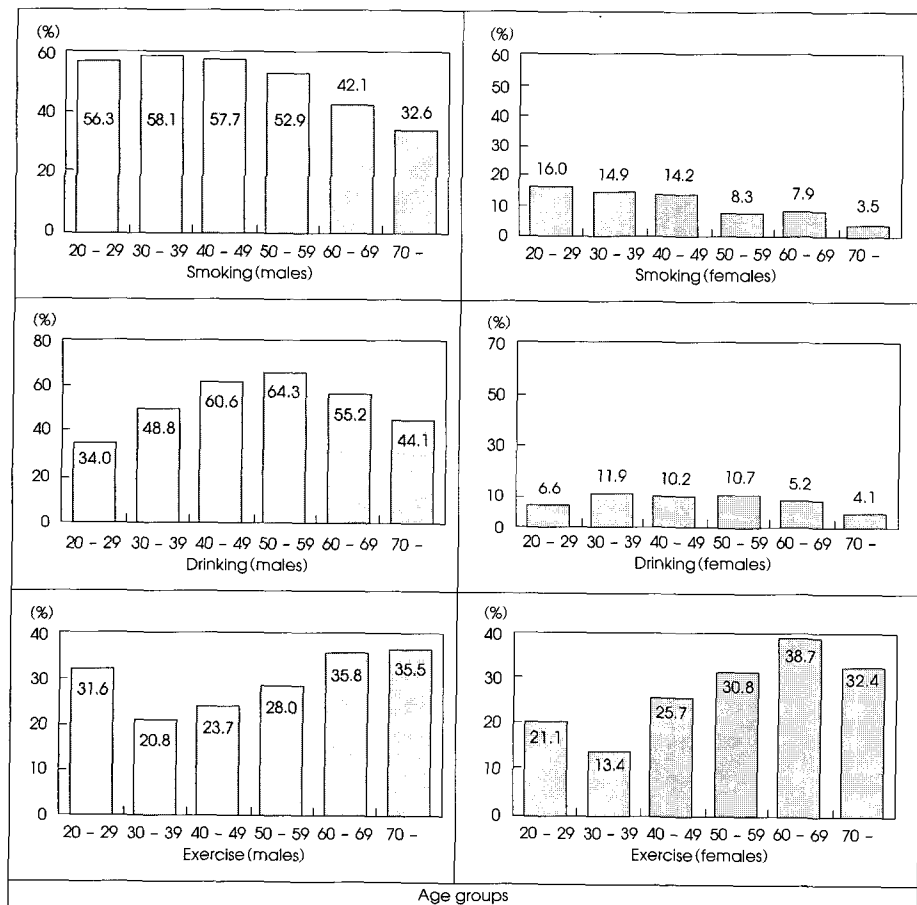 (%)
60
40
20
0
56.3 58.1 57.7 52.9 42.1 32.6
20 – 29 30 – 39 40 – 49 50 – 59 60 – 69 70 –
Smoking (males)
(%)
60
50
40
30
20
10
0
16.0 14.9 14.2 8.3 7.9 3.5
20 – 29 30 – 39 40 – 49 50 – 59 60 – 69 70 –
Smoking (females)
(%)
80
60
40
20
0
34.0 48.8 60.6 64.3 55.2 44.1
20 – 29 30 – 39 40 – 49 50 – 59 60 – 69 70 –
Drinking (males)
(%)
70
50
30
10
0
6.6 11.9 10.2 10.7 5.2 4.1
20 – 29 30 – 39 40 – 49 50 – 59 60 – 69 70 –
Drinking (females)
(%)
40
30
20
10
0
31.6 20.8 23.7 28.0 35.8 35.5
20 – 29 30 – 39 40 – 49 50 – 59 60 – 69 70 –
Exercise (males)
(%)
40
30
20
10
0
21.1 13.4 25.7 30.8 38.7 32.4
20 – 29 30 – 39 40 – 49 50 – 59 60 – 69 70 –
Exercise (females)
Age groups